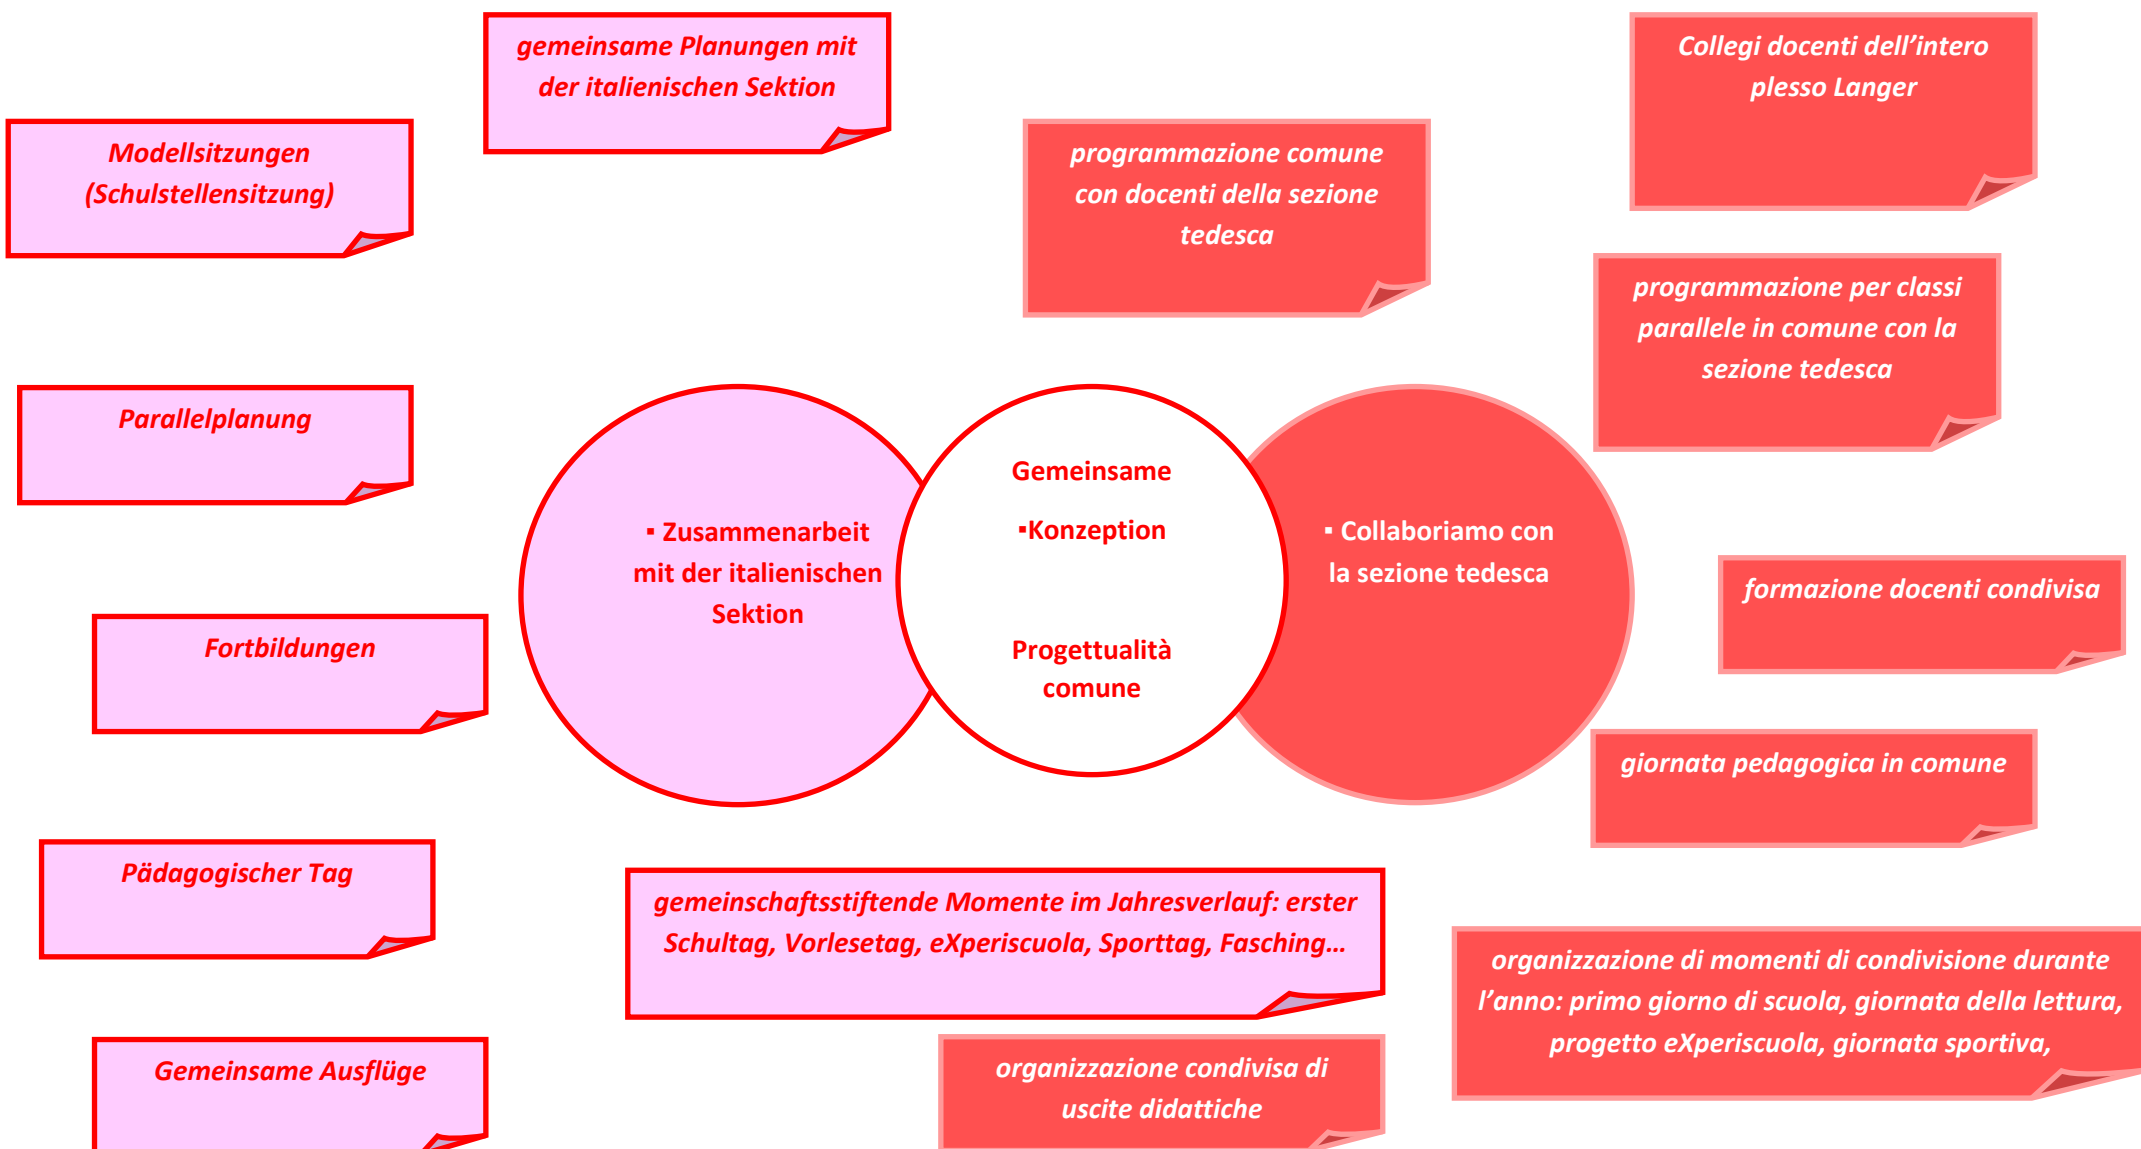 gemeinsame Planungen mit
der italienischen Sektion
Collegi docenti dell’intero
plesso Langer
Modellsitzungen
(Schulstellensitzung)
programmazione comune
con docenti della sezione
tedesca
programmazione per classi
parallele in comune con la
sezione tedesca
Parallelplanung
▪ Zusammenarbeit
mit der italienischen
Sektion
Gemeinsame
▪Konzeption
Progettualità
comune
▪ Collaboriamo con
la sezione tedesca
formazione docenti condivisa
Fortbildungen
giornata pedagogica in comune
Pädagogischer Tag
gemeinschaftsstiftende Momente im Jahresverlauf: erster
Schultag, Vorlesetag, eXperiscuola, Sporttag, Fasching…
organizzazione di momenti di condivisione durante
l’anno: primo giorno di scuola, giornata della lettura,
progetto eXperiscuola, giornata sportiva,
Gemeinsame Ausflüge
organizzazione condivisa di
uscite didattiche